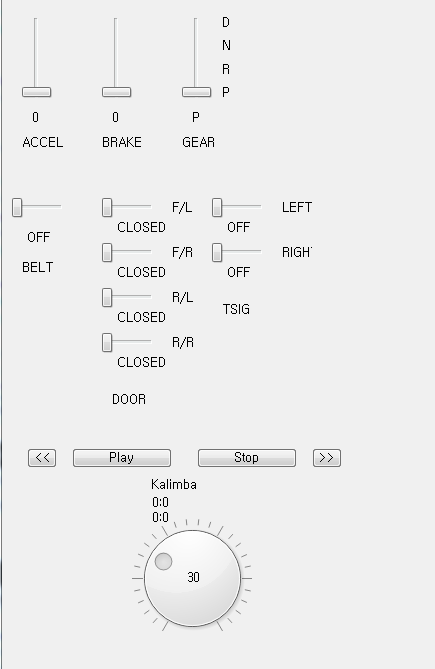 D
N
R
P
0 0 P
ACCEL BRAKE GEAR
F/L LEFT
OFF CLOSED OFF
F/R RIGH
BELT CLOSED OFF
R/L
CLOSED TSIG
R/R
CLOSED
DOOR
<< Play Stop >>
Kalimba
0:0
0:0
30